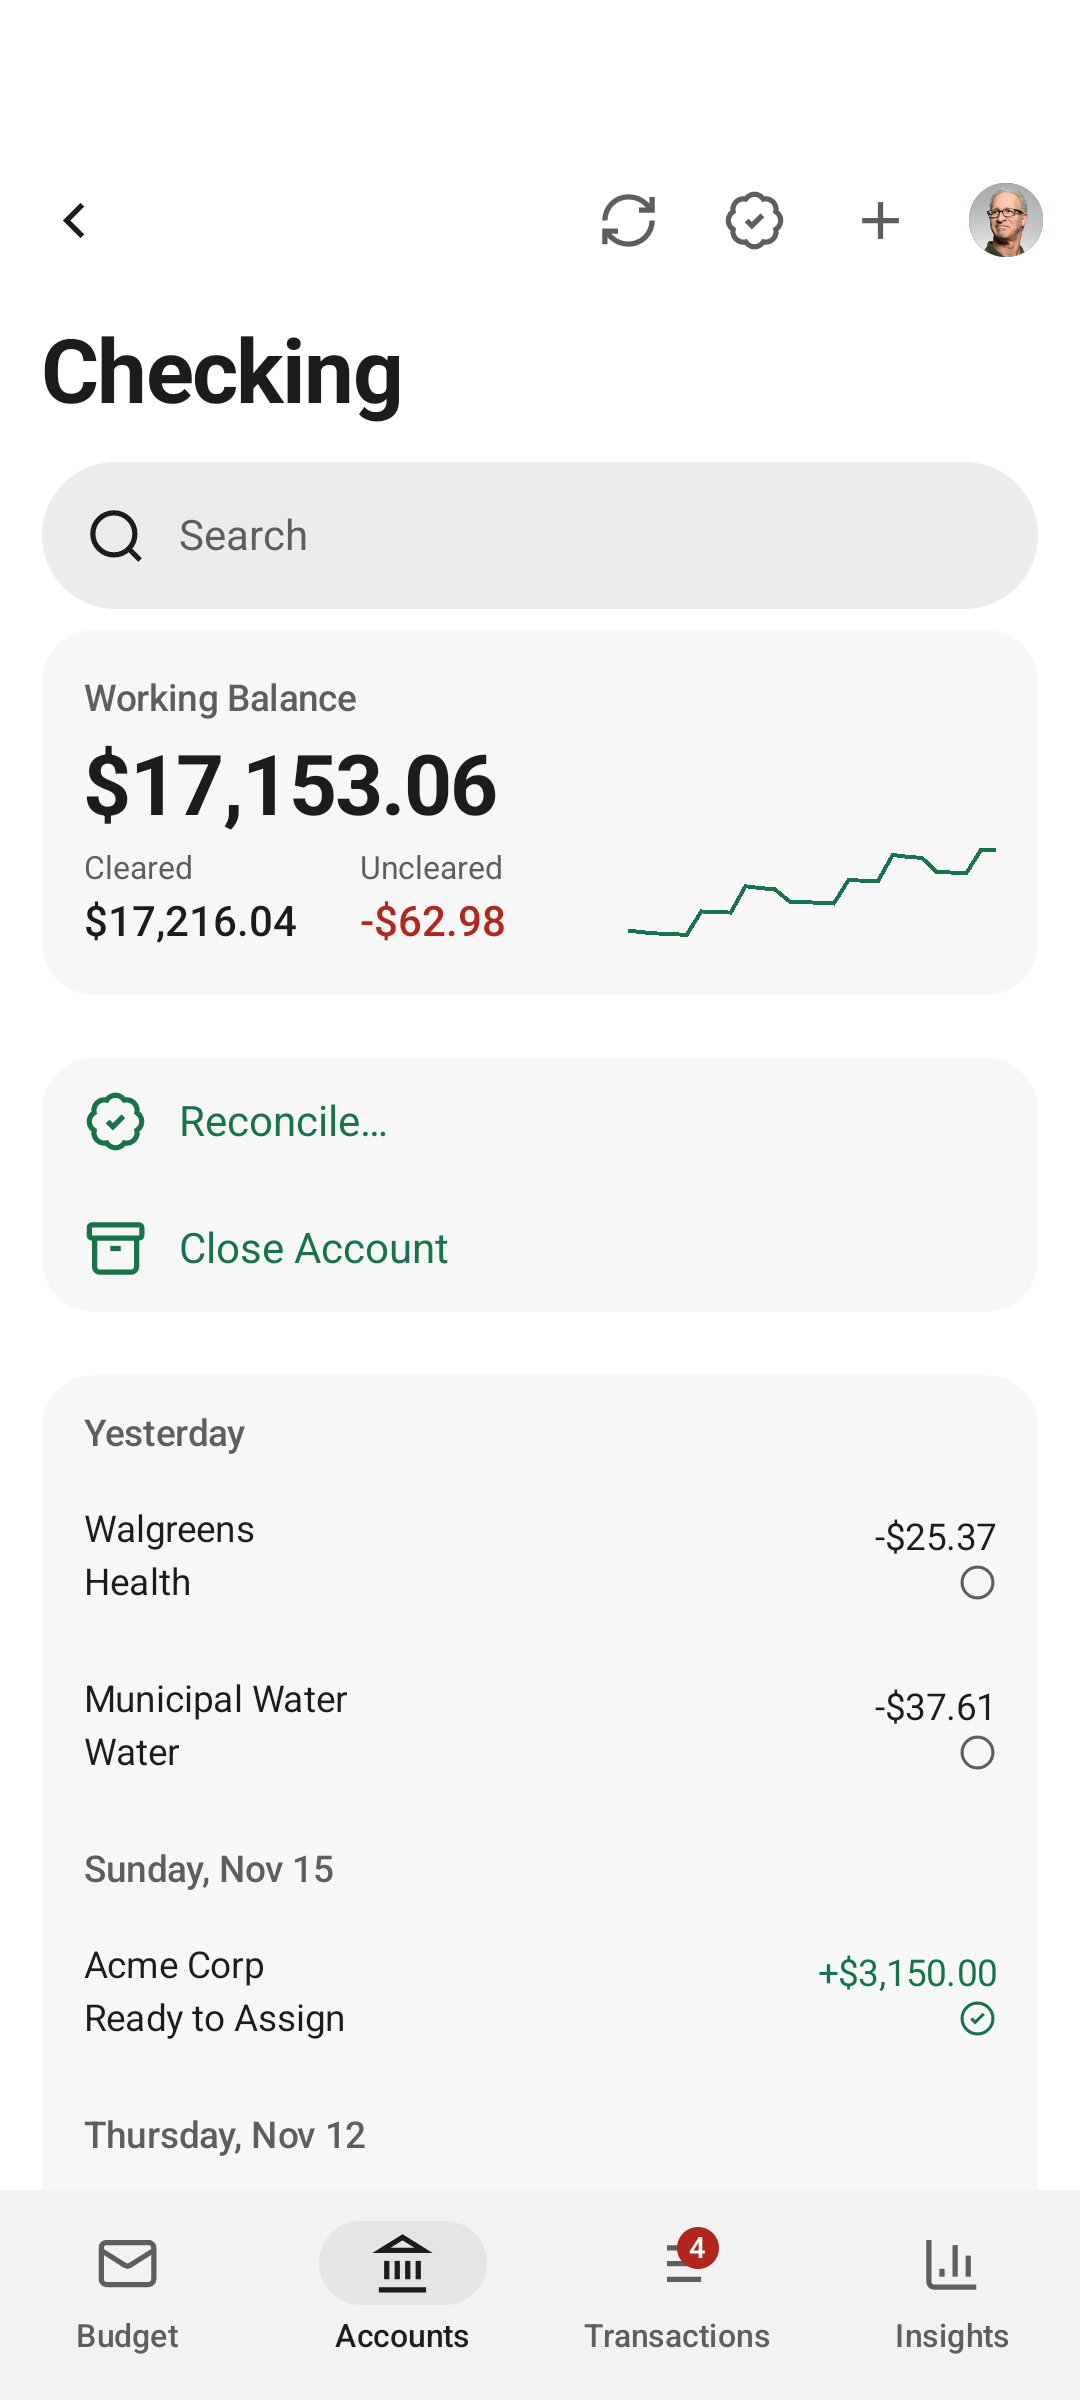 Checking
Search
Working Balance
$17,153.06
Cleared
Uncleared
$17,216.04
-$62.98
Reconcile...
Close Account
Yesterday
Walgreens
-$25.37
Health
Municipal Water
-$37.61
Water
Sunday, Nov 15
Acme Corp
+$3,150.00
Ready to Assign
Thursday, Nov 12
4
Budget
Accounts
Transactions
Insights